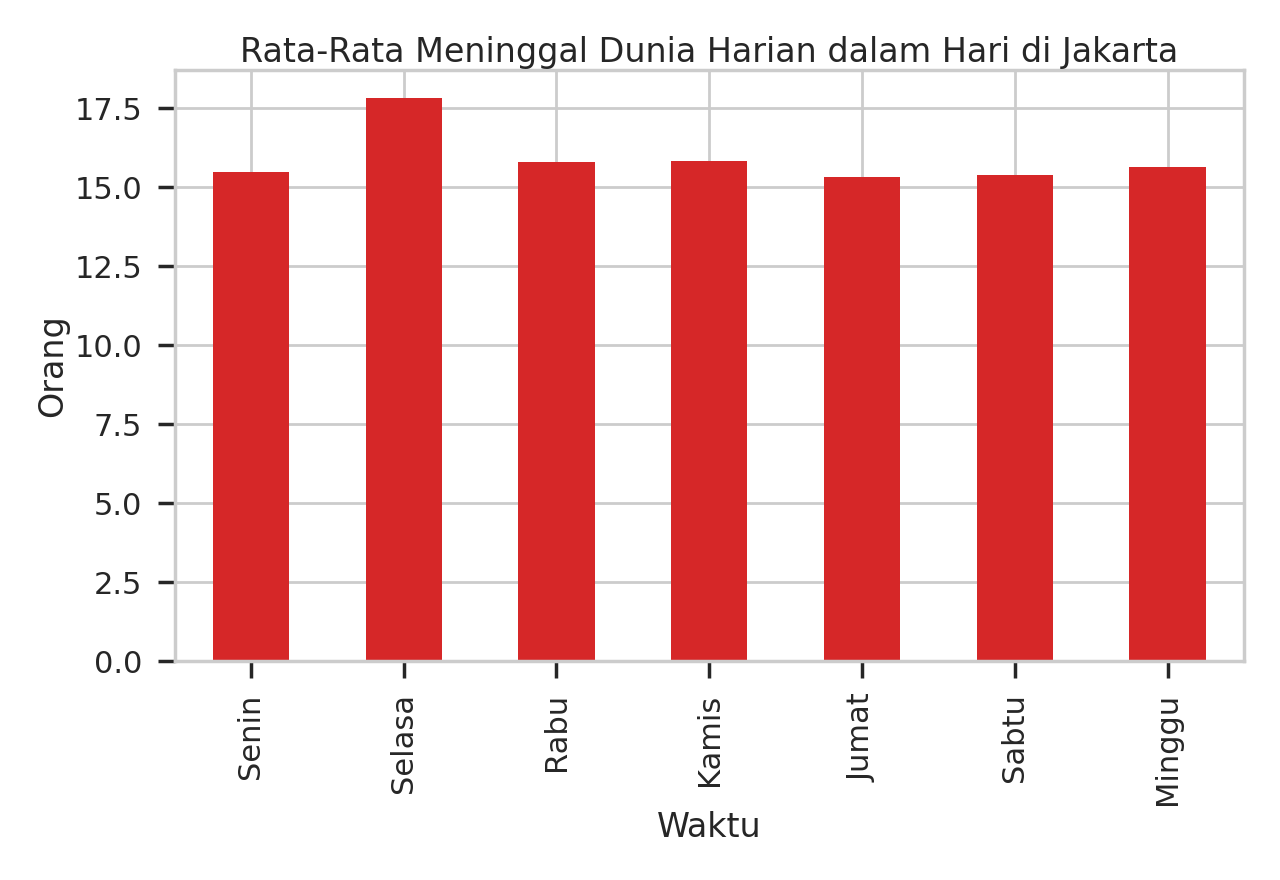 Rata-Rata Meninggal Dunia Harian dalam Hari di Jakarta
17.5
15.0
12.5
10.0
7.5
5.0
2.5
0.0
Orang
Senin
Selasa
Rabu
Kamis
Jumat
Sabtu
Minggu
Waktu